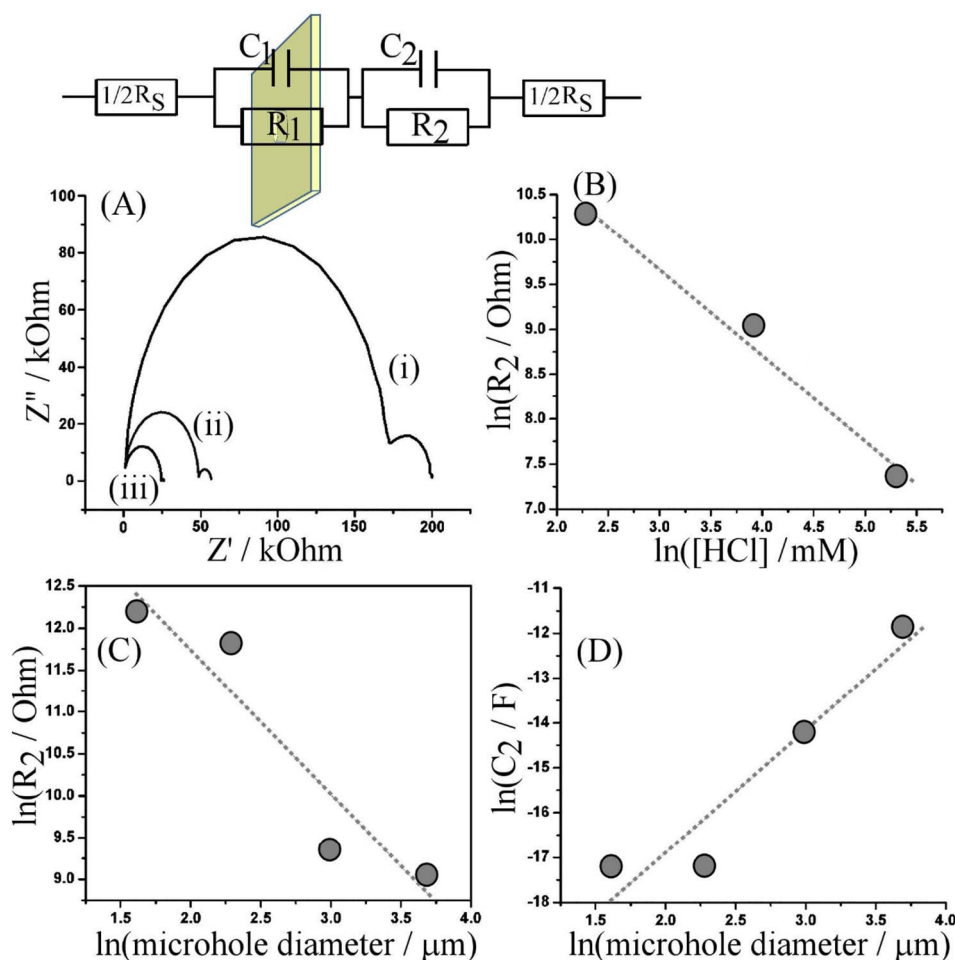 C1 C2
1/2RS R1 R2 1/2RS
(A)
100
80
60
40
20
0
Z" / kOhm
(i)
(ii)
(iii)
0 50 100 150 200
Z' / kOhm
(B)
10.5
10.0
9.5
9.0
8.5
8.0
7.5
7.0
ln(R2 / Ohm)
2.0 2.5 3.0 3.5 4.0 4.5 5.0 5.5
ln([HCl] / mM)
(C)
12.5
12.0
11.5
11.0
10.5
10.0
9.5
9.0
ln(R2 / Ohm)
1.5 2.0 2.5 3.0 3.5 4.0
ln(microhole diameter / μm)
(D)
-11
-12
-13
-14
-15
-16
-17
-18
ln(C2 / F)
1.5 2.0 2.5 3.0 3.5 4.0
ln(microhole diameter / μm)